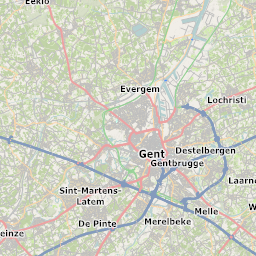 Eeklo
Evergem
Lochristi
Gent
Destelbergen
Gentbrugge
Sint-Martens-
Latem
Laarne
De Pinte
Melle
Merelbeke